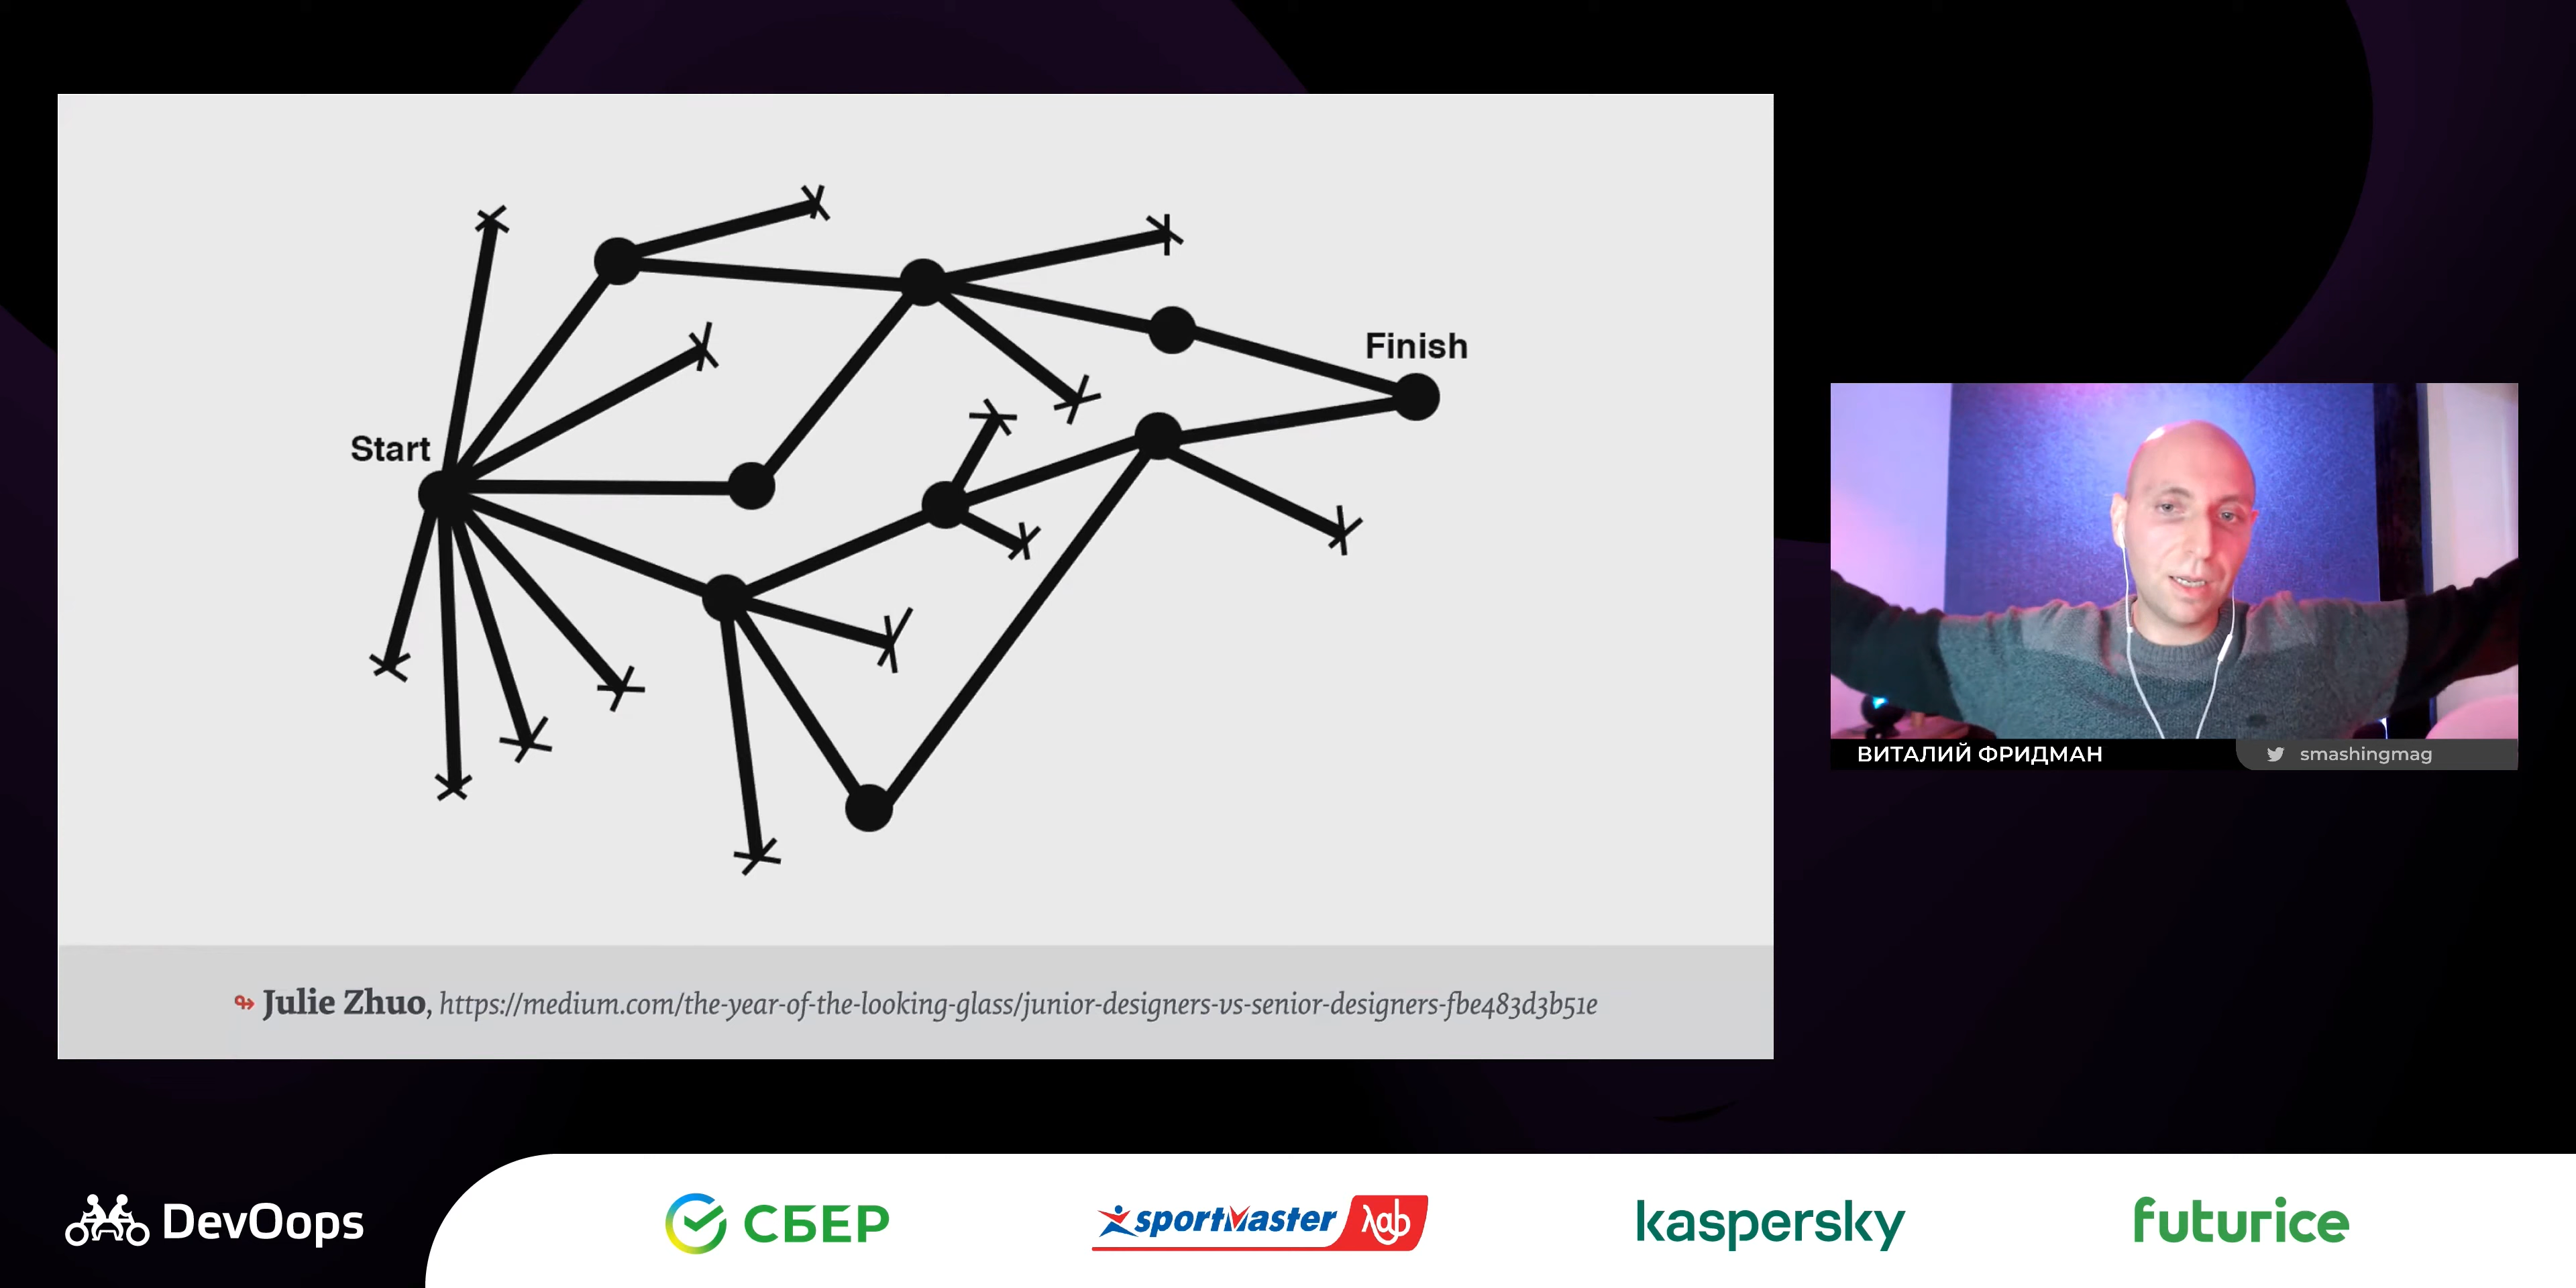 Start
Finish
Julie Zhuo, https://medium.com/the-year-of-the-looking-glass/junior-designers-vs-senior-designers-fbe483d3b51e
ВИТАЛИЙ ФРИДМАН
smashingmag
DevOops
СБЕР
sportmaster лаб
kaspersky
futurice